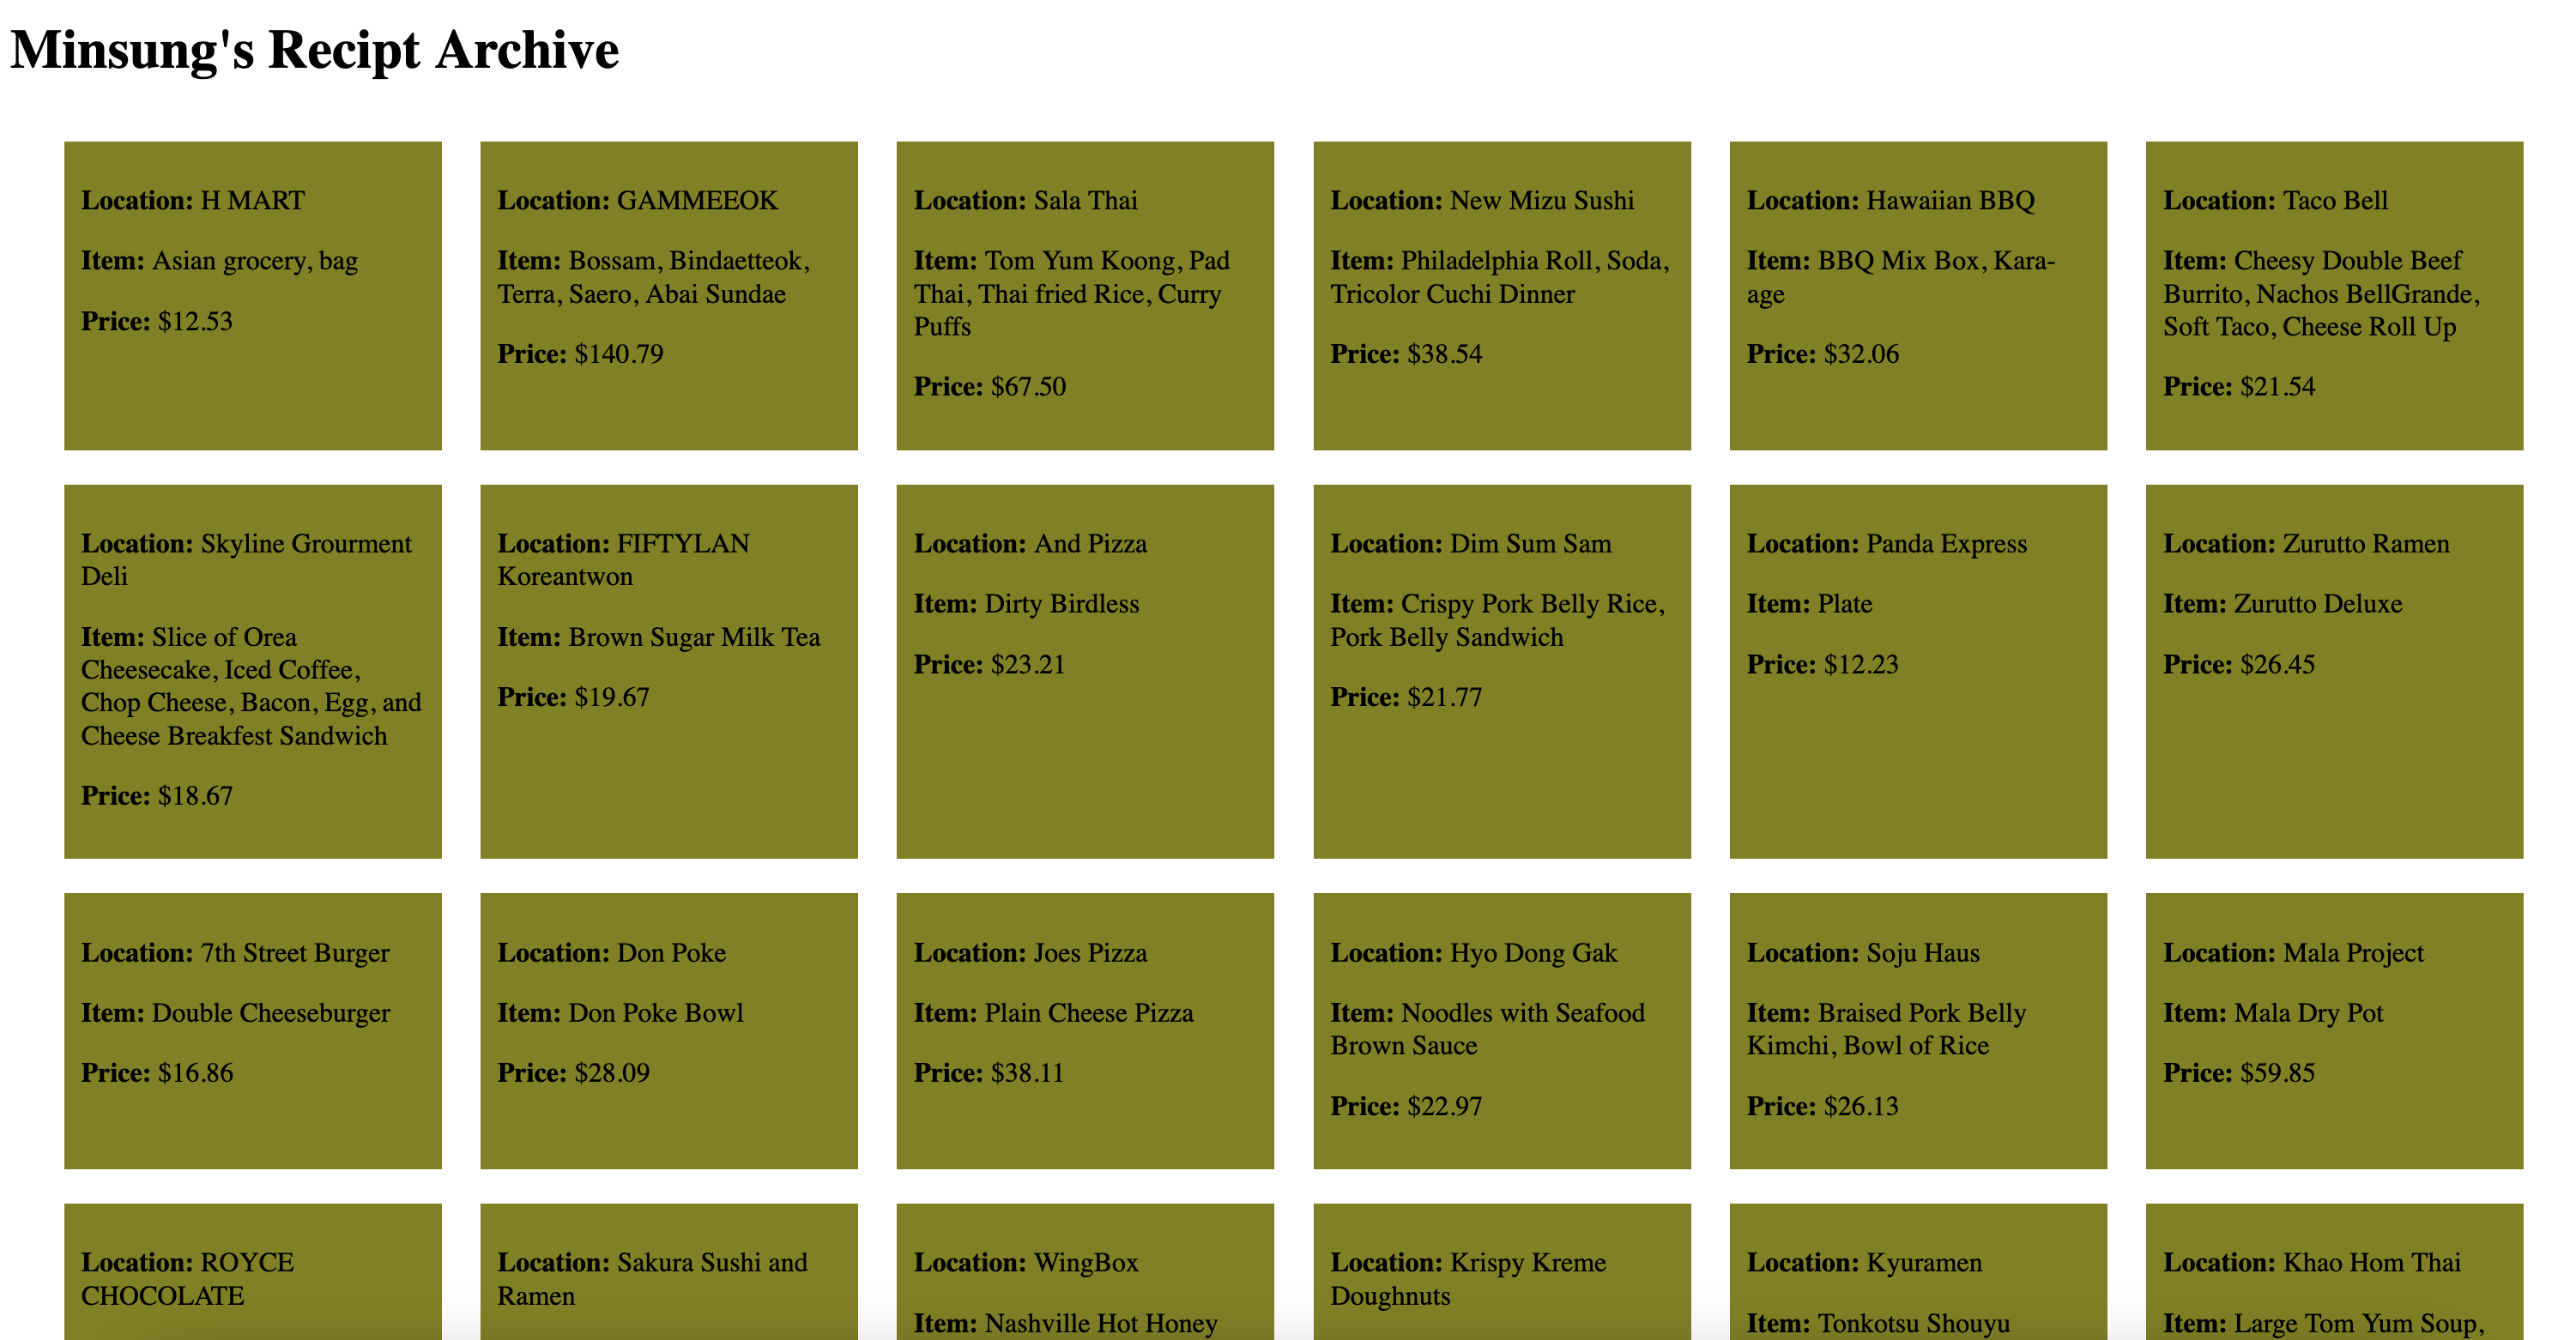 Minsung's Recipt Archive
Location: H MART
Item: Asian grocery, bag
Price: $12.53
Location: GAMMEEOK
Item: Bossam, Bindaetteok,
Terra, Saero, Abai Sundae
Price: $140.79
Location: Sala Thai
Item: Tom Yum Koong, Pad
Thai, Thai fried Rice, Curry
Puffs
Price: $67.50
Location: New Mizu Sushi
Item: Philadelphia Roll, Soda,
Tricolor Cuchi Dinner
Price: $38.54
Location: Hawaiian BBQ
Item: BBQ Mix Box, Kara-
age
Price: $32.06
Location: Taco Bell
Item: Cheesy Double Beef
Burrito, Nachos BellGrande,
Soft Taco, Cheese Roll Up
Price: $21.54
Location: Skyline Grourment
Deli
Item: Slice of Orea
Cheesecake, Iced Coffee,
Chop Cheese, Bacon, Egg, and
Cheese Breakfest Sandwich
Price: $18.67
Location: FIFTYLAN
Koreantwon
Item: Brown Sugar Milk Tea
Price: $19.67
Location: And Pizza
Item: Dirty Birdless
Price: $23.21
Location: Dim Sum Sam
Item: Crispy Pork Belly Rice,
Pork Belly Sandwich
Price: $21.77
Location: Panda Express
Item: Plate
Price: $12.23
Location: Zurutto Ramen
Item: Zurutto Deluxe
Price: $26.45
Location: 7th Street Burger
Item: Double Cheeseburger
Price: $16.86
Location: Don Poke
Item: Don Poke Bowl
Price: $28.09
Location: Joes Pizza
Item: Plain Cheese Pizza
Price: $38.11
Location: Hyo Dong Gak
Item: Noodles with Seafood
Brown Sauce
Price: $22.97
Location: Soju Haus
Item: Braised Pork Belly
Kimchi, Bowl of Rice
Price: $26.13
Location: Mala Project
Item: Mala Dry Pot
Price: $59.85
Location: ROYCE
CHOCOLATE
Location: Sakura Sushi and
Ramen
Location: WingBox
Item: Nashville Hot Honey
Location: Krispy Kreme
Doughnuts
Location: Kyuramen
Item: Tonkotsu Shouyu
Location: Khao Hom Thai
Item: Large Tom Yum Soup,